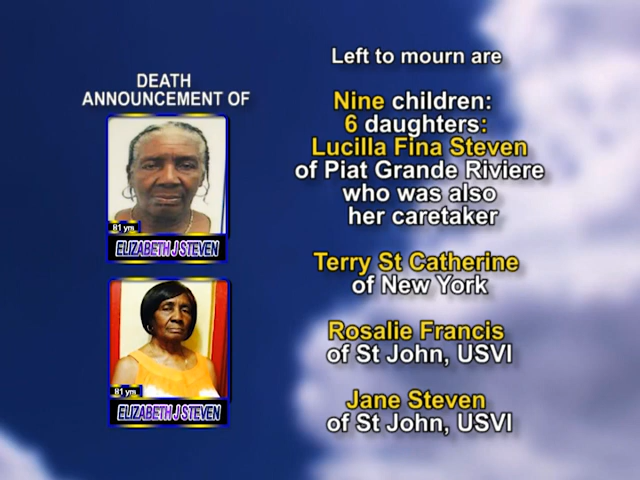 DEATH
ANNOUNCEMENT OF
81 yrs
ELIZABETH J STEVEN
81 yrs
ELIZABETH J STEVEN
Left to mourn are
Nine children:
6 daughters:
Lucilla Fina Steven
of Piat Grande Riviere
who was also
her caretaker
Terry St Catherine
of New York
Rosalie Francis
of St John, USVI
Jane Steven
of St John, USVI